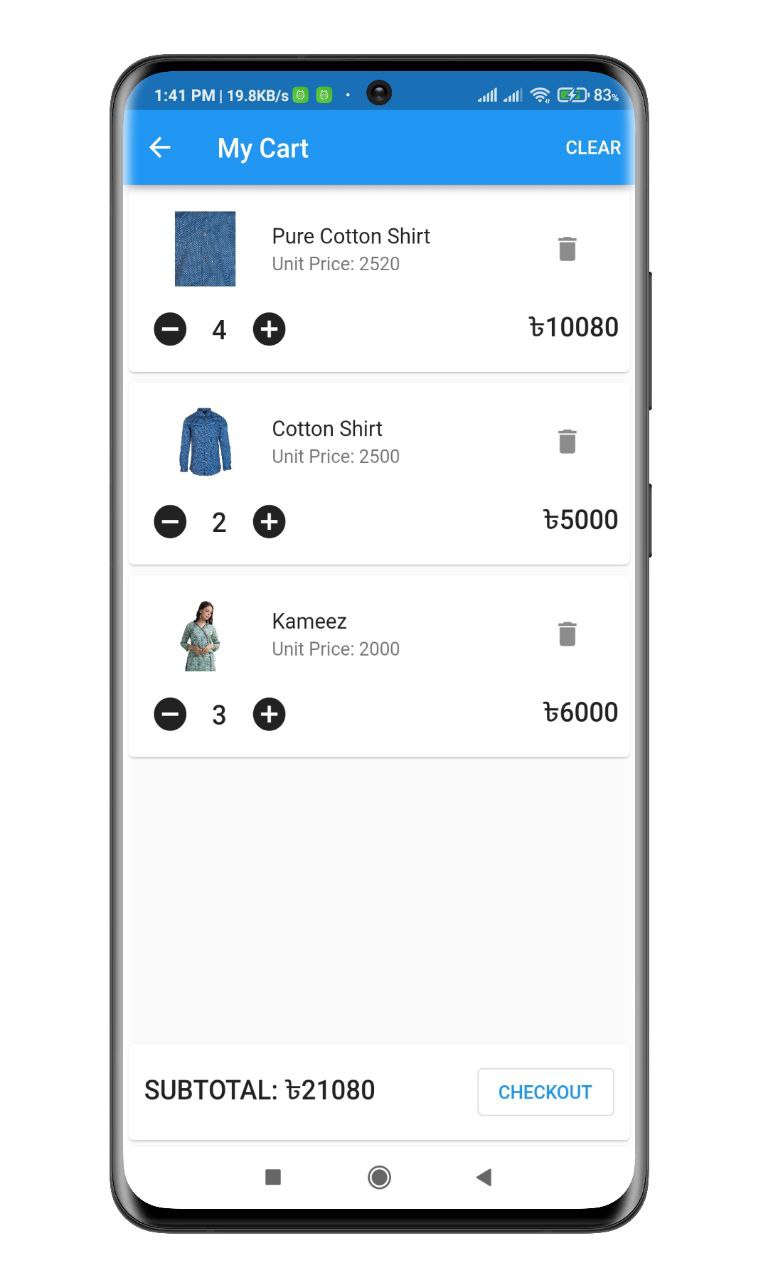 1:41 PM | 19.8KB/s 83%
My Cart CLEAR
Pure Cotton Shirt
Unit Price: 2520
4 ৳10080
Cotton Shirt
Unit Price: 2500
2 ৳5000
Kameez
Unit Price: 2000
3 ৳6000
SUBTOTAL: ৳21080 CHECKOUT